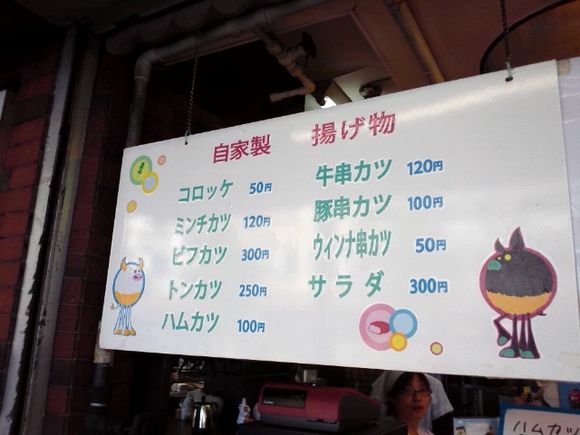 自家製 揚げ物
コロッケ 50円
ミンチカツ 120円
ビフカツ 300円
トンカツ 250円
ハムカツ 100円
牛串カツ 120円
豚串カツ 100円
ウィンナ串カツ 50円
サラダ 300円
ハムカツ